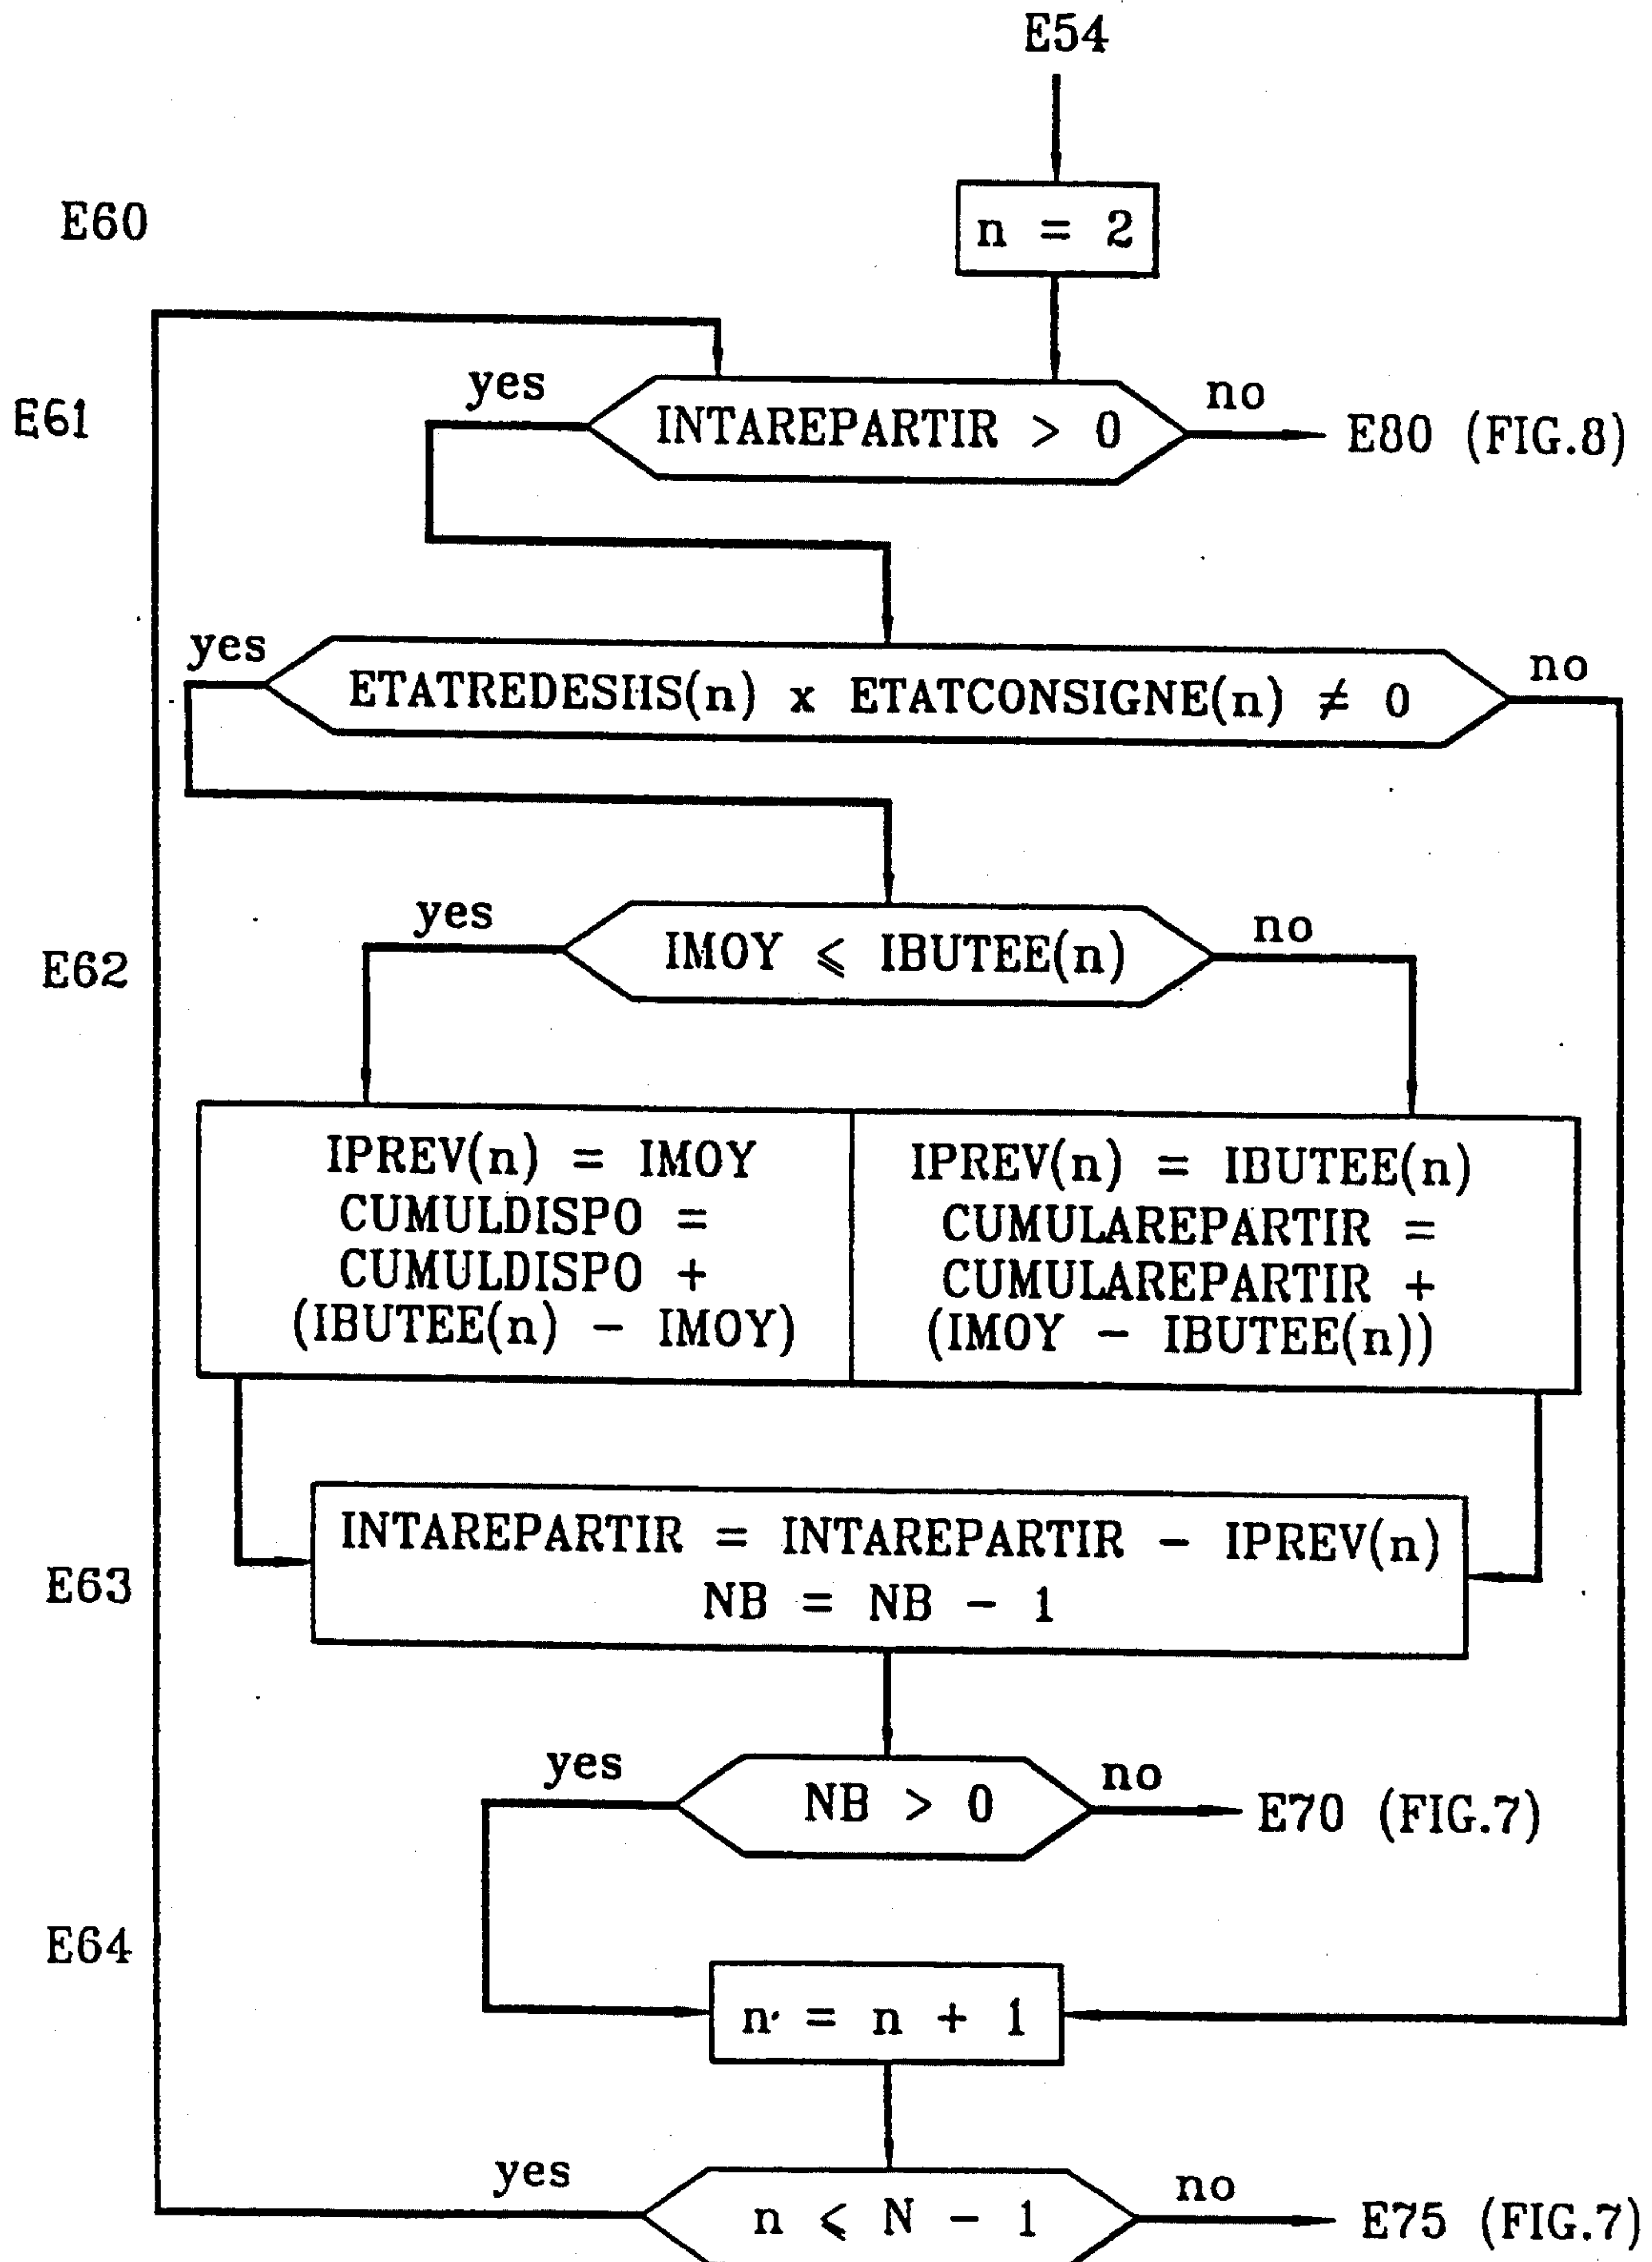 E54
E60
n = 2
E61
yes
INTAREPARTIR > 0
no
E80 (FIG.8)
yes
ETATREDESHS(n) x ETATCONSIGNE(n) ≠ 0
no
E62
yes
IMOY ⩽ IBUTEE(n)
no
IPREV(n) = IMOY
CUMULDISPO =
CUMULDISPO +
(IBUTEE(n) - IMOY)
IPREV(n) = IBUTEE(n)
CUMULAREPARTIR =
CUMULAREPARTIR +
(IMOY - IBUTEE(n))
E63
INTAREPARTIR = INTAREPARTIR - IPREV(n)
NB = NB - 1
yes
NB > 0
no
E70 (FIG.7)
E64
n = n + 1
yes
n ⩽ N - 1
no
E75 (FIG.7)